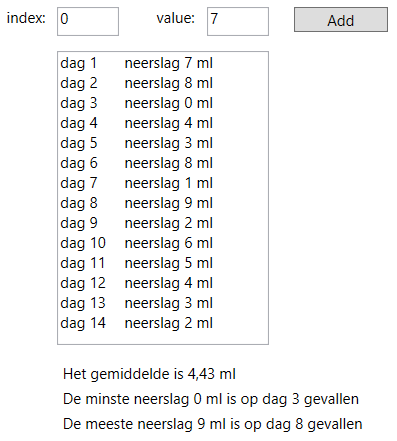 index: 0 value: 7 Add
dag 1 neerslag 7 ml
dag 2 neerslag 8 ml
dag 3 neerslag 0 ml
dag 4 neerslag 4 ml
dag 5 neerslag 3 ml
dag 6 neerslag 8 ml
dag 7 neerslag 1 ml
dag 8 neerslag 9 ml
dag 9 neerslag 2 ml
dag 10 neerslag 6 ml
dag 11 neerslag 5 ml
dag 12 neerslag 4 ml
dag 13 neerslag 3 ml
dag 14 neerslag 2 ml
Het gemiddelde is 4,43 ml
De minste neerslag 0 ml is op dag 3 gevallen
De meeste neerslag 9 ml is op dag 8 gevallen